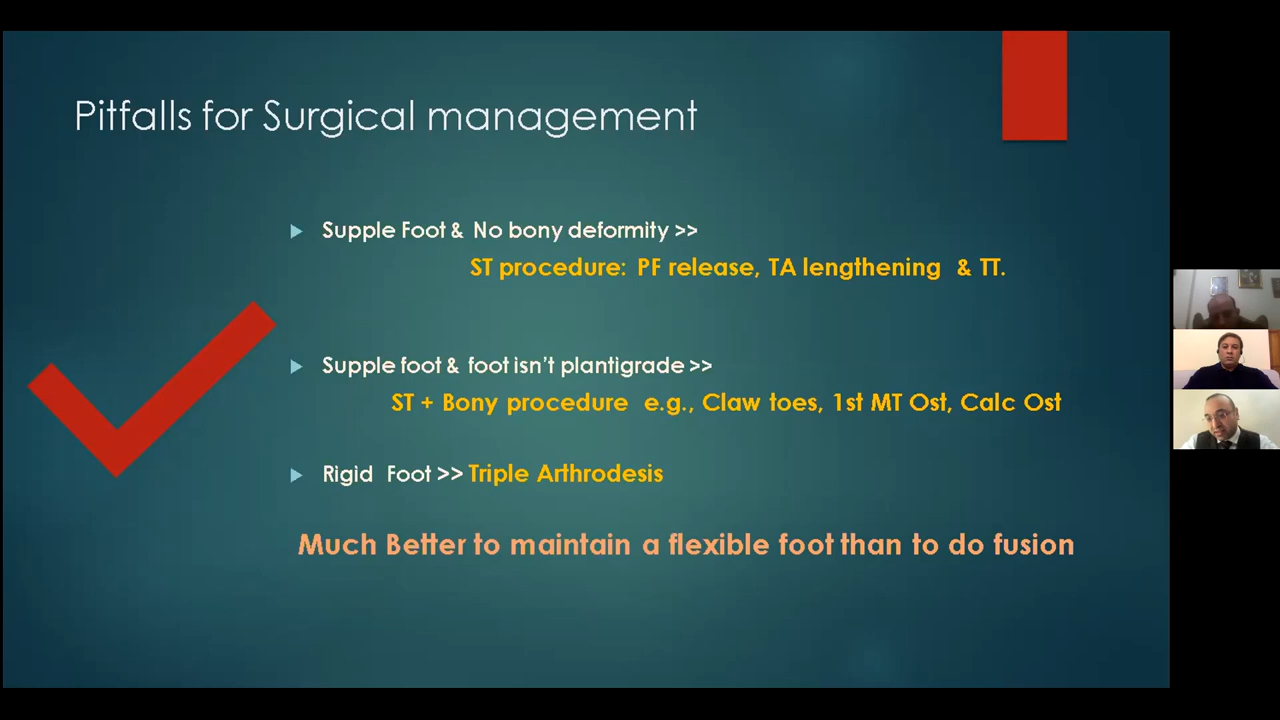 Pitfalls for Surgical management
Supple Foot & No bony deformity >>
ST procedure: PF release, TA lengthening & TT.
Supple foot & foot isn't plantigrade >>
ST + Bony procedure e.g., Claw toes, 1st MT Ost, Calc Ost
Rigid Foot >> Triple Arthrodesis
Much Better to maintain a flexible foot than to do fusion